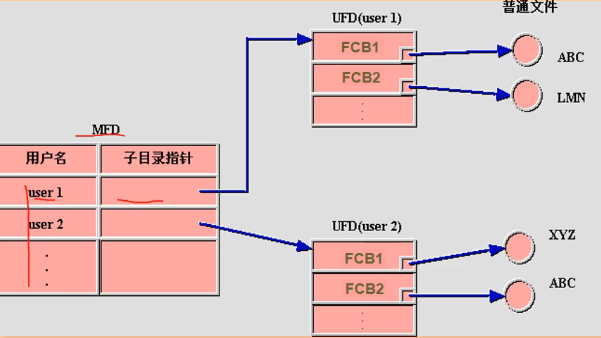 普通文件
UFD(user 1)
FCB1
ABC
FCB2
LMN
MFD
用户名
子目录指针
user 1
user 2
UFD(user 2)
XYZ
FCB1
ABC
FCB2